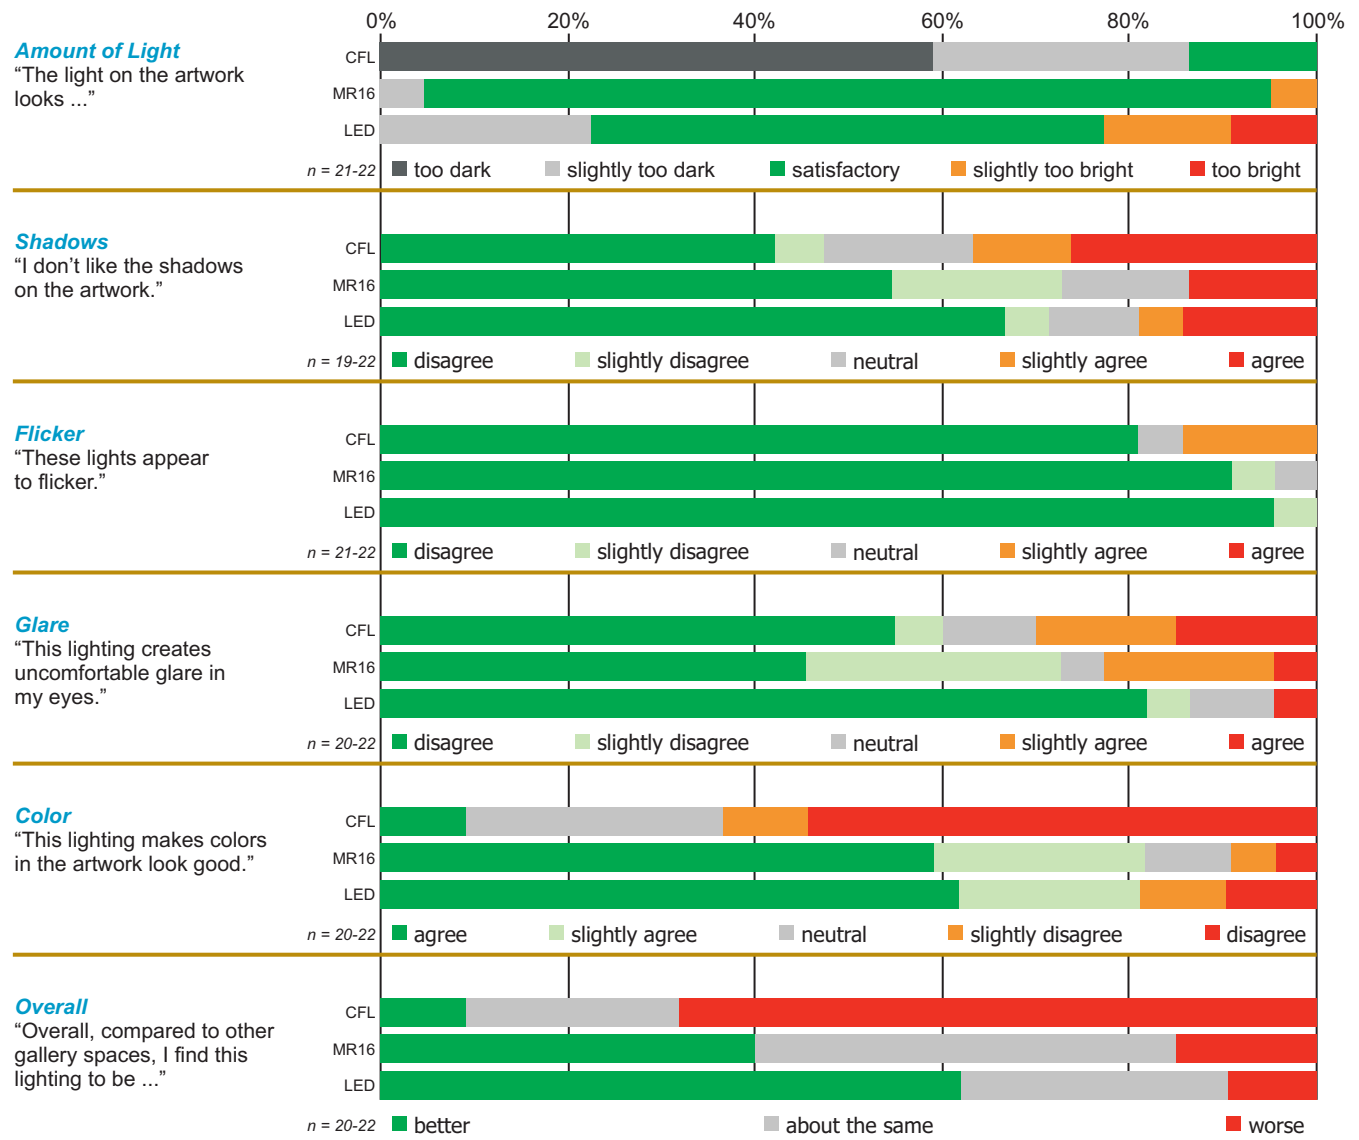 0% 20% 40% 60% 80% 100%
Amount of Light
“The light on the artwork
looks ...”
CFL
MR16
LED
n = 21-22
too dark slightly too dark satisfactory slightly too bright too bright
Shadows
“I don’t like the shadows
on the artwork.”
CFL
MR16
LED
n = 19-22
disagree slightly disagree neutral slightly agree agree
Flicker
“These lights appear
to flicker.”
CFL
MR16
LED
n = 21-22
disagree slightly disagree neutral slightly agree agree
Glare
“This lighting creates
uncomfortable glare in
my eyes.”
CFL
MR16
LED
n = 20-22
disagree slightly disagree neutral slightly agree agree
Color
“This lighting makes colors
in the artwork look good.”
CFL
MR16
LED
n = 20-22
agree slightly agree neutral slightly disagree disagree
Overall
“Overall, compared to other
gallery spaces, I find this
lighting to be ...”
CFL
MR16
LED
n = 20-22
better about the same worse